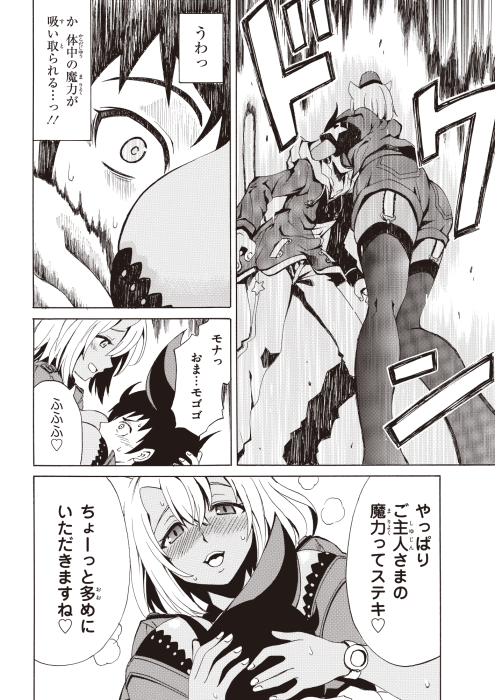 ドドドォン
うわっ
か 体中の魔力が
吸い取られる…っ!!
モナっ
おま…モゴゴ
ふふふ♡
やっぱり
ご主人さまの
魔力ってステキ♡
ちょーっと多めに
いただきますね♡